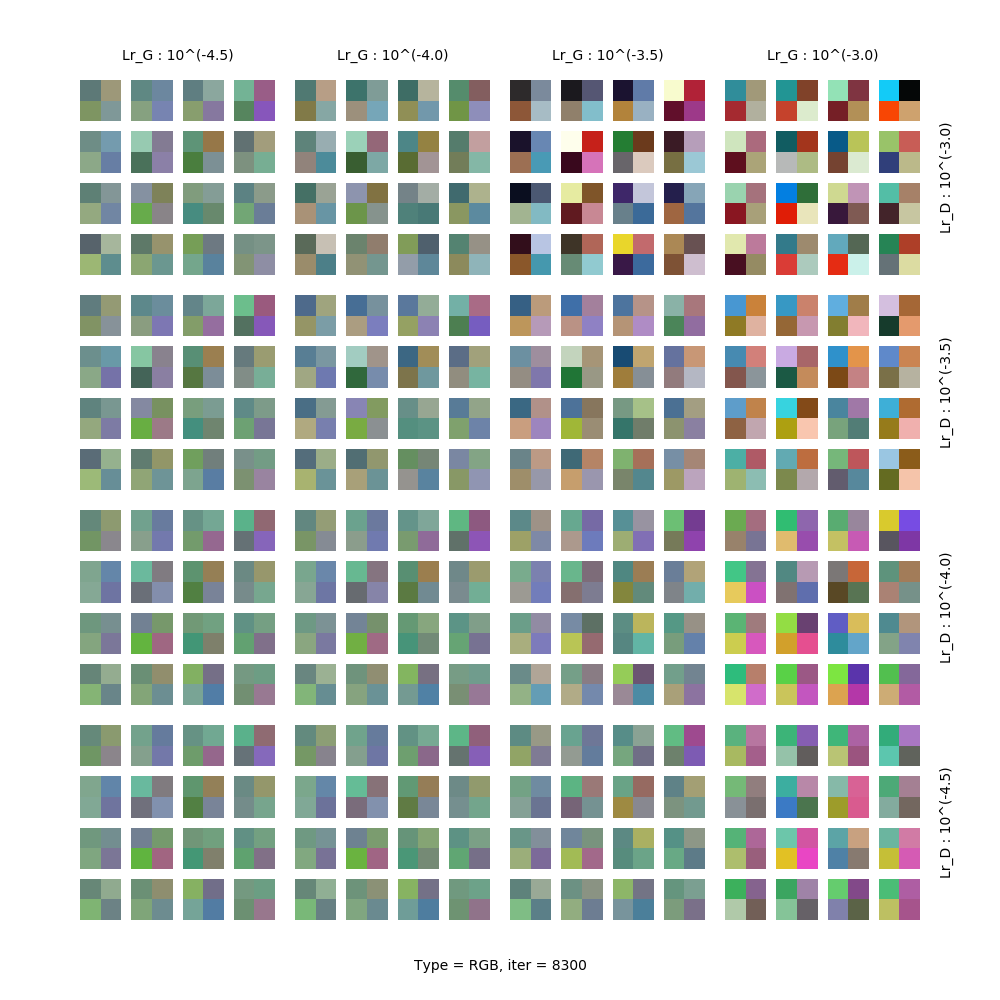 Lr_G : 10^(-4.5)
Lr_G : 10^(-4.0)
Lr_G : 10^(-3.5)
Lr_G : 10^(-3.0)
Lr_D : 10^(-3.0)
Lr_D : 10^(-3.5)
Lr_D : 10^(-4.0)
Lr_D : 10^(-4.5)
Type = RGB, iter = 8300